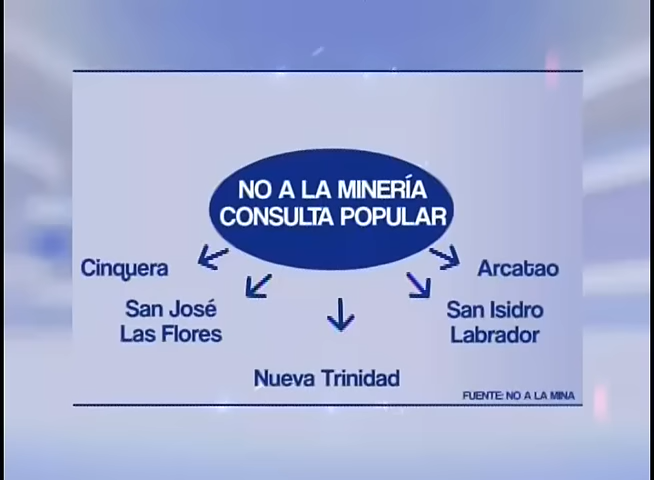 NO A LA MINERÍA
CONSULTA POPULAR
Cinquera
Arcatao
San José
Las Flores
San Isidro
Labrador
Nueva Trinidad
FUENTE: NO A LA MINA